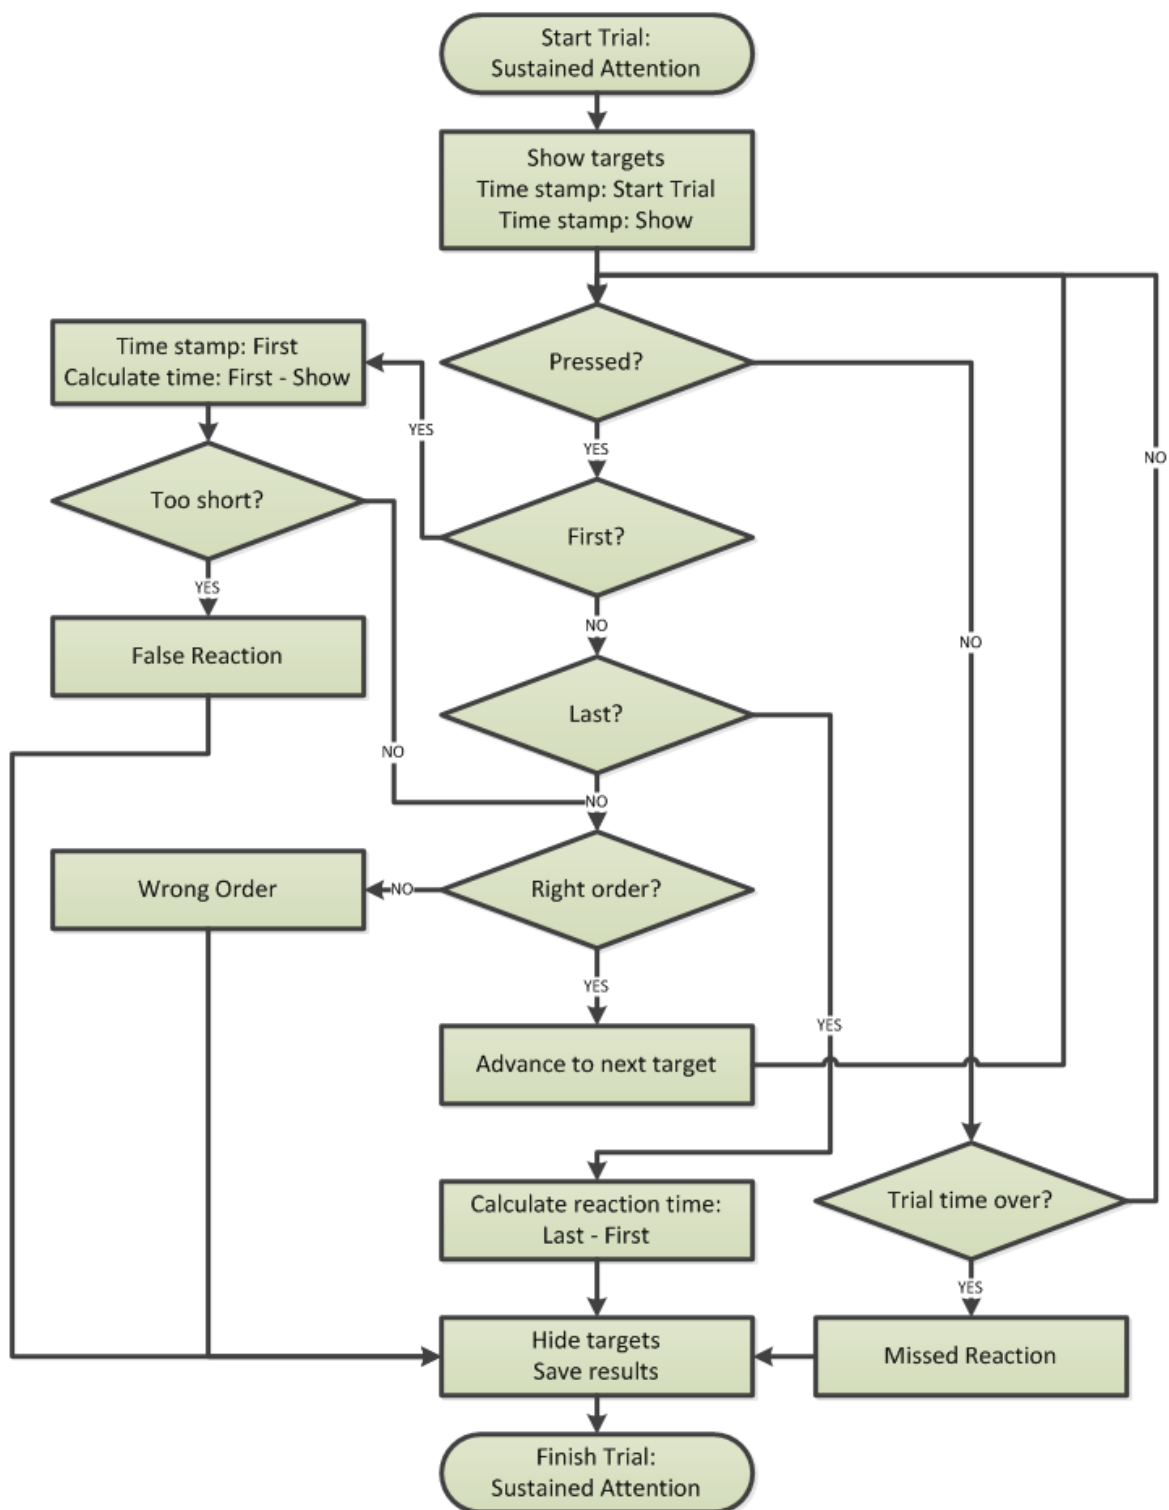 Start Trial:
Sustained Attention
Show targets
Time stamp: Start Trial
Time stamp: Show
Time stamp: First
Calculate time: First - Show
Pressed?
YES
YES
NO
Too short?
First?
YES
NO
NO
False Reaction
Last?
NO
NO
Wrong Order
NO
Right order?
YES
YES
Advance to next target
Calculate reaction time:
Last - First
Trial time over?
YES
Hide targets
Save results
Missed Reaction
Finish Trial:
Sustained Attention